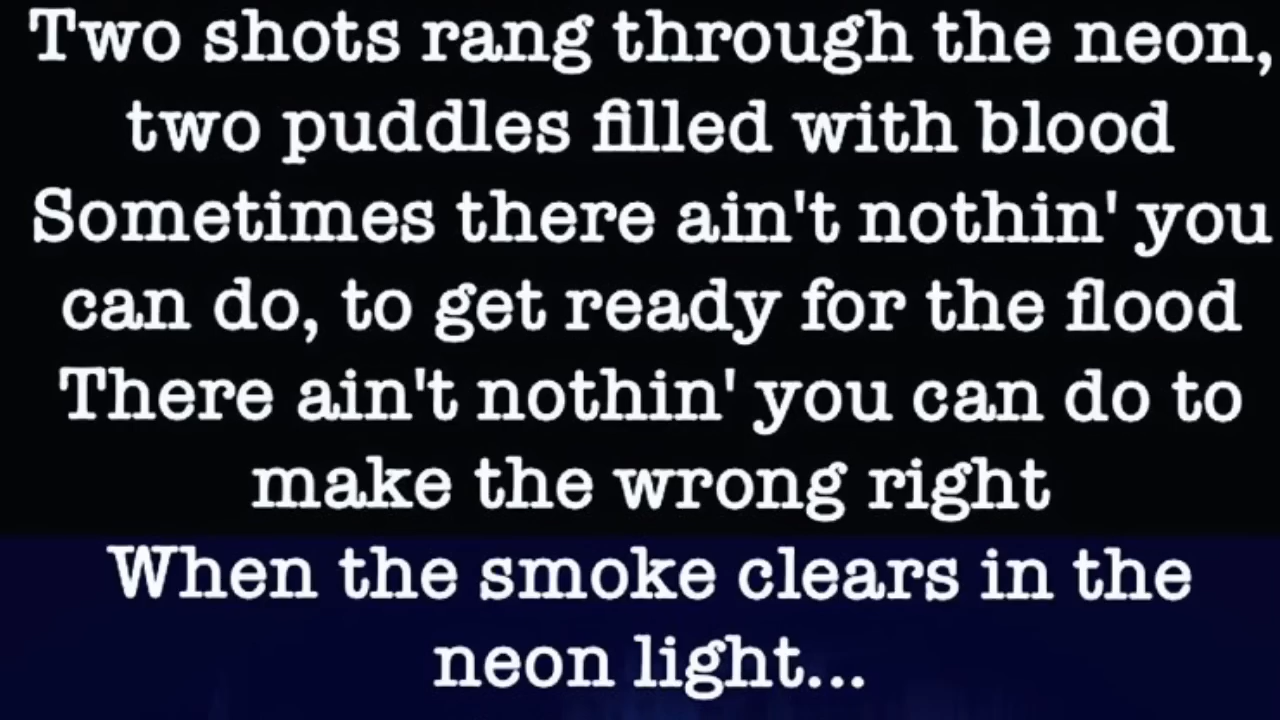 Two shots rang through the neon,
two puddles filled with blood
Sometimes there ain't nothin' you
can do, to get ready for the flood
There ain't nothin' you can do to
make the wrong right
When the smoke clears in the
neon light...